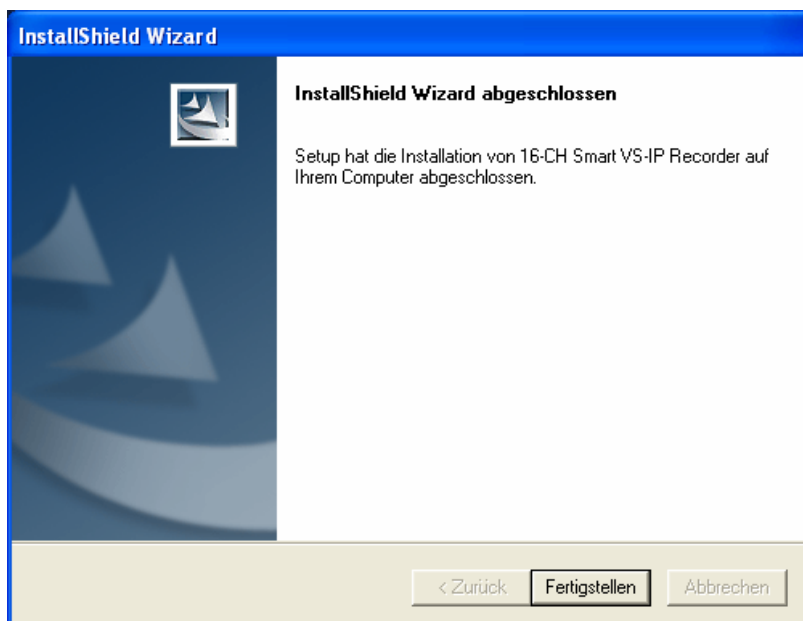 InstallShield Wizard
InstallShield Wizard abgeschlossen
Setup hat die Installation von 16-CH Smart VS-IP Recorder auf
Ihrem Computer abgeschlossen.
< Zurück
Fertigstellen
Abbrechen